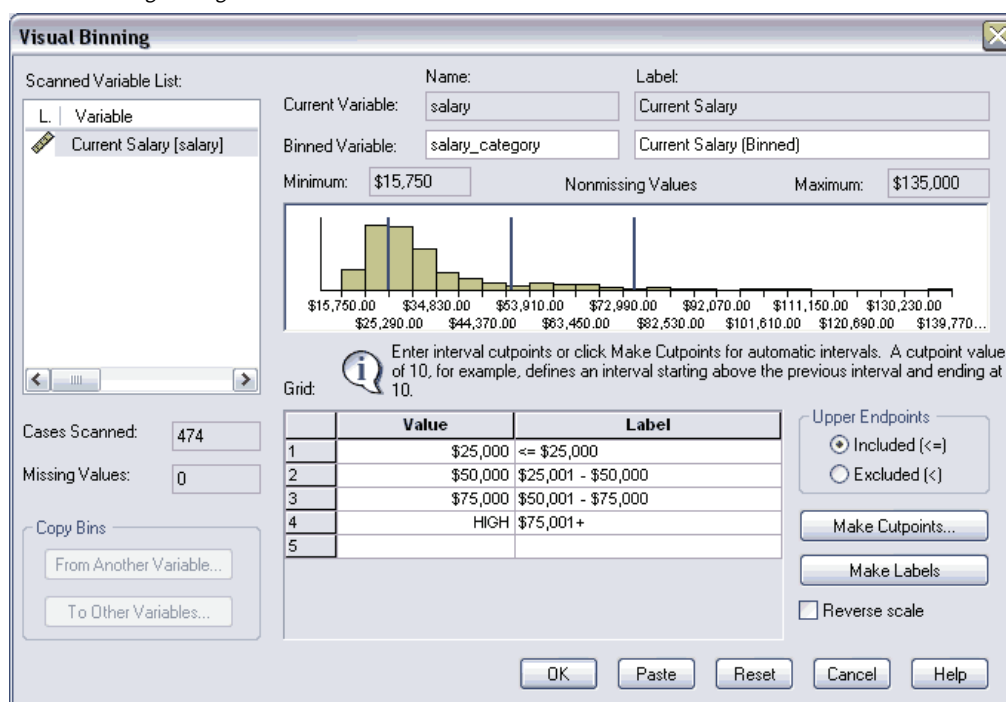 Visual Binning
Scanned Variable List:
L. Variable
Current Salary [salary]
Name: Label:
Current Variable: salary Current Salary
Binned Variable: salary_category Current Salary (Binned)
Minimum: $15,750 Nonmissing Values Maximum: $135,000
$15,750.00 $34,830.00 $53,910.00 $72,990.00 $92,070.00 $111,150.00 $130,230.00
$25,290.00 $44,370.00 $63,450.00 $82,530.00 $101,610.00 $120,690.00 $139,770...
Enter interval cutpoints or click Make Cutpoints for automatic intervals. A cutpoint value
of 10, for example, defines an interval starting above the previous interval and ending at
10.
Grid:
Value Label
1 $25,000 <= $25,000
2 $50,000 $25,001 - $50,000
3 $75,000 $50,001 - $75,000
4 HIGH $75,001+
5
Upper Endpoints
Included (<=)
Excluded (<)
Make Cutpoints...
Make Labels
Reverse scale
Cases Scanned: 474
Missing Values: 0
Copy Bins
From Another Variable...
To Other Variables...
OK Paste Reset Cancel Help